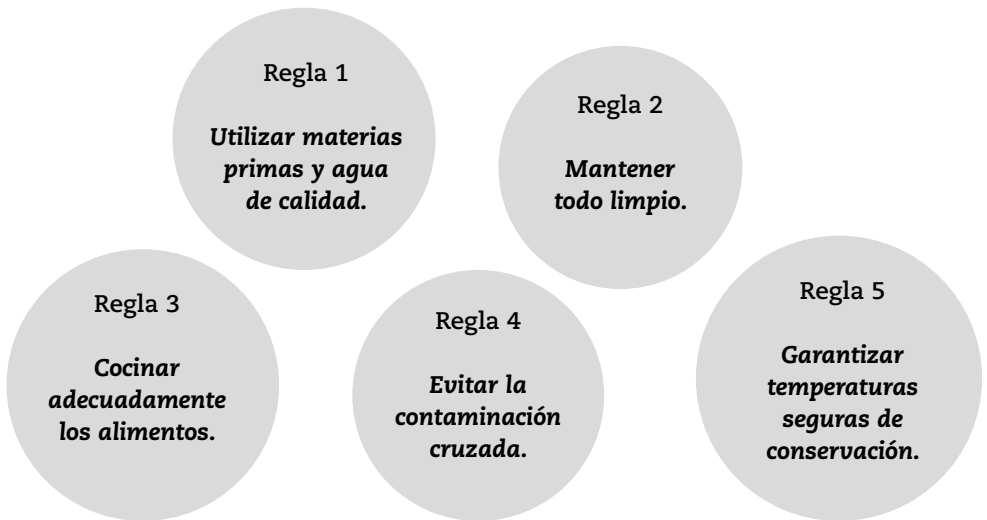 Regla 1
Utilizar materias
primas y agua
de calidad.
Regla 2
Mantener
todo limpio.
Regla 3
Cocinar
adecuadamente
los alimentos.
Regla 4
Evitar la
contaminación
cruzada.
Regla 5
Garantizar
temperaturas
seguras de
conservación.